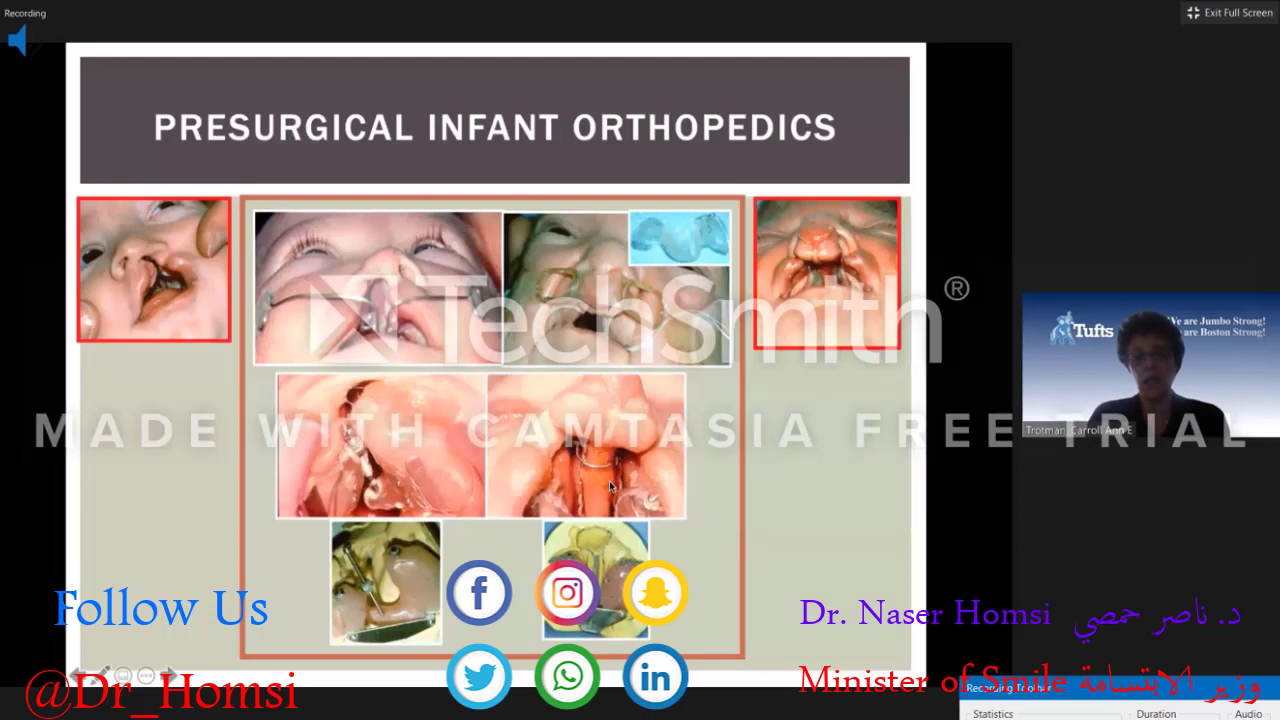 Recording
Exit Full Screen
PRESURGICAL INFANT ORTHOPEDICS
TechSmith®
MADE WITH CAMTASIA FREE TRIAL
Tufts
We are Jumbo Strong!
are Boston Strong!
Trotman, Carroll Ann E
Follow Us
Dr. Naser Homsi د. ناصر حمصي
@Dr_Homsi
Minister of Smile وزير الابتسامة
Recording Toolbar
Statistics
Duration
Audio